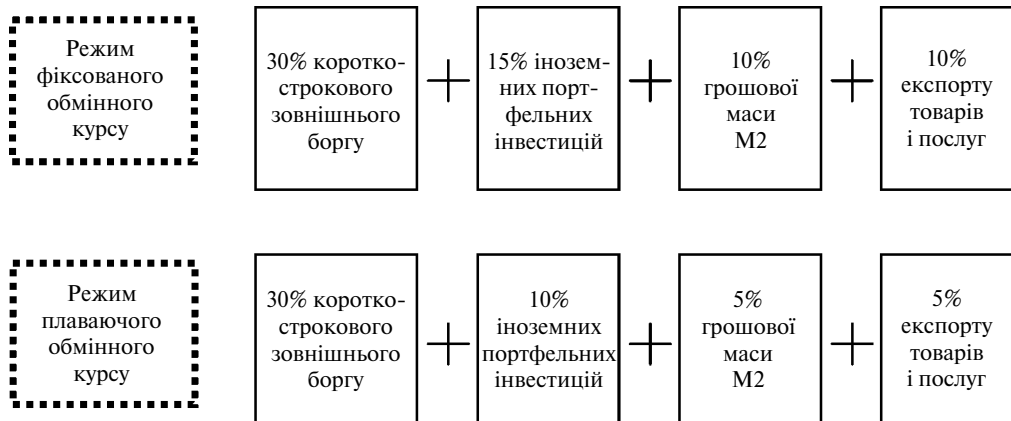 Режим
фіксованого
обмінного
курсу
30% коротко-
строкового
зовнішнього
боргу
+
15% інозем-
них порт-
фельних
інвестицій
+
10%
грошової
маси
М2
+
10%
експорту
товарів
і послуг
Режим
плаваючого
обмінного
курсу
30% коротко-
строкового
зовнішнього
боргу
+
10%
іноземних
портфельних
інвестицій
+
5%
грошової
маси
М2
+
5%
експорту
товарів
і послуг